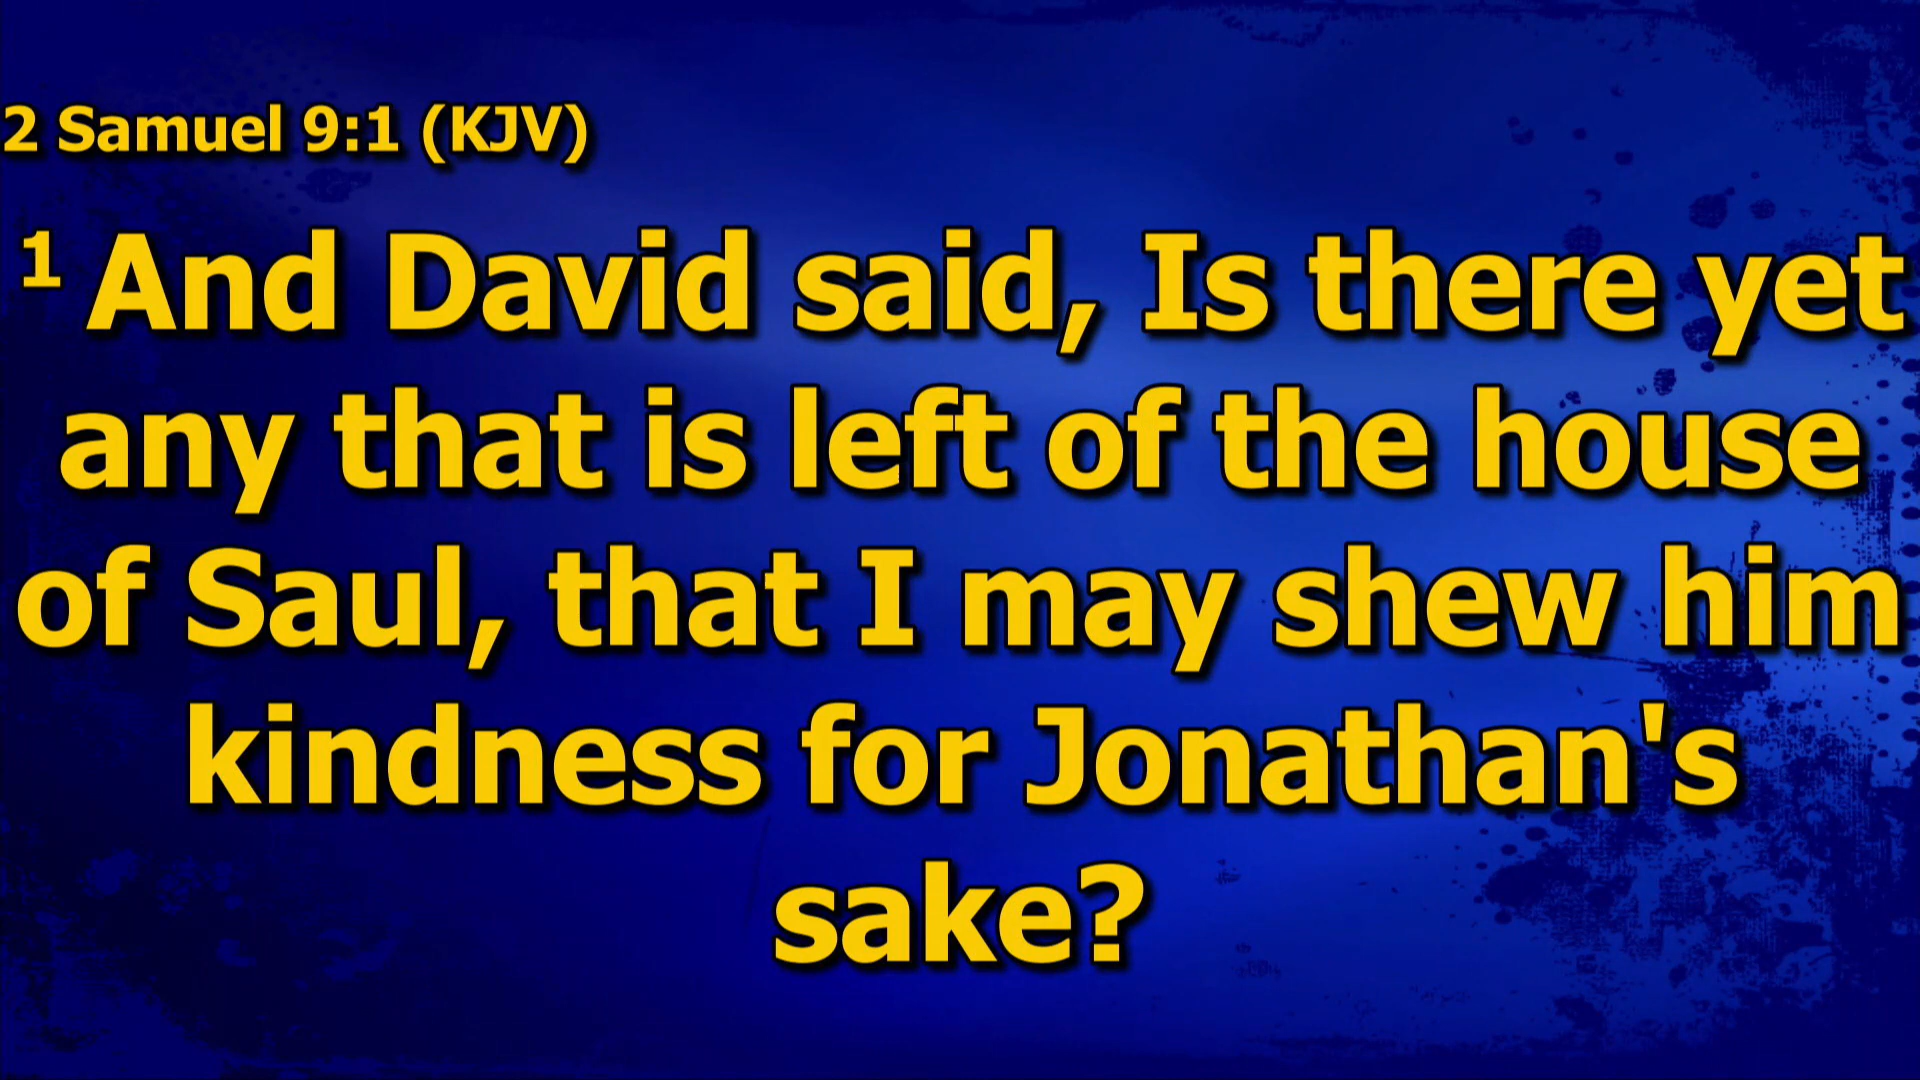 2 Samuel 9:1 (KJV)
1 And David said, Is there yet
any that is left of the house
of Saul, that I may shew him
kindness for Jonathan's
sake?